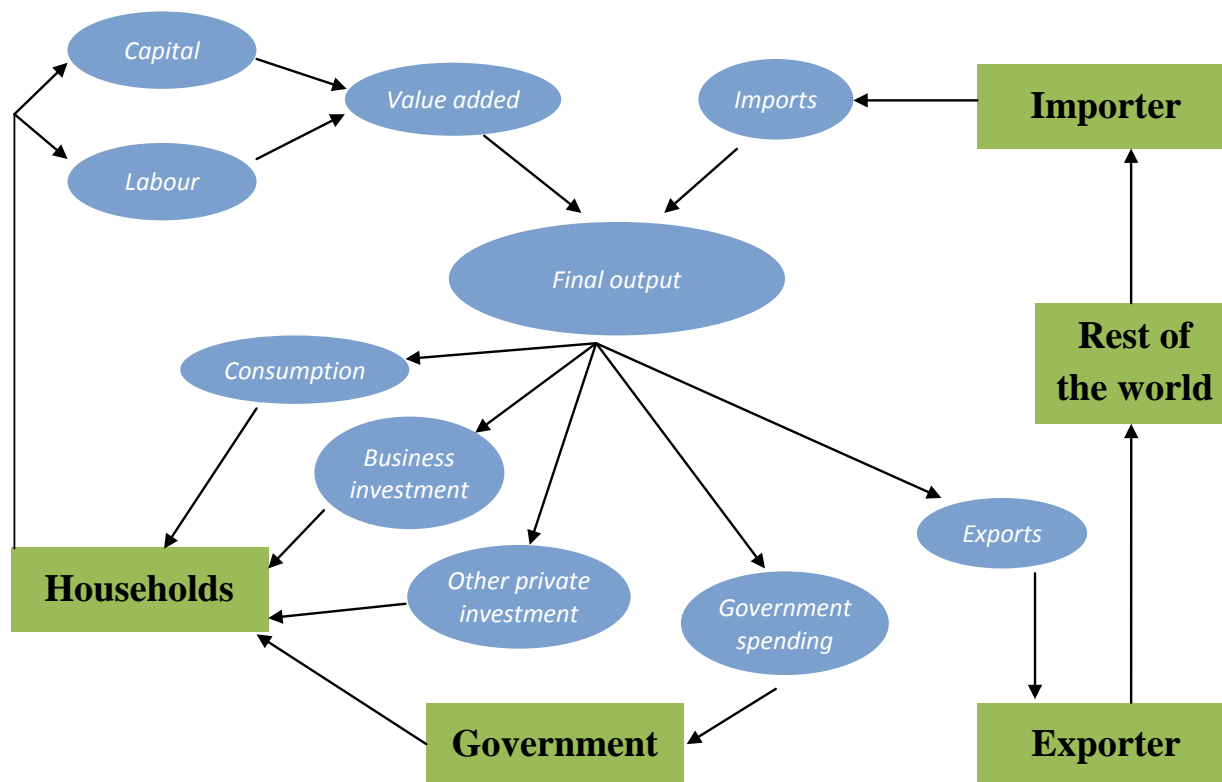 Capital
Value added
Imports
Importer
Labour
Final output
Rest of
the world
Consumption
Business
investment
Exports
Households
Other private
investment
Government
spending
Government
Exporter